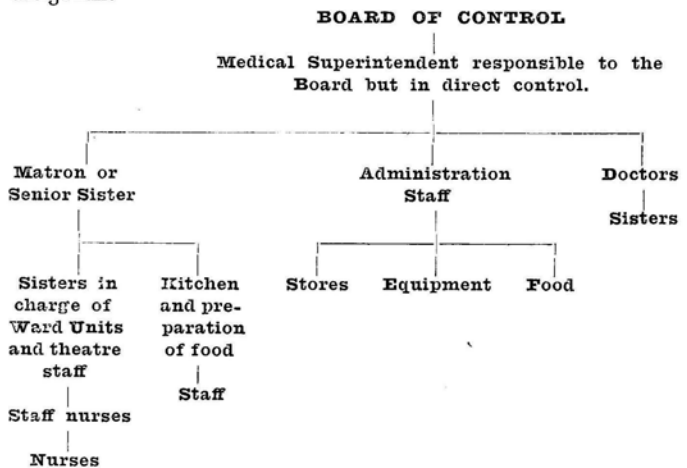 BOARD OF CONTROL
Medical Superintendent responsible to the
Board but in direct control.
Matron or
Senior Sister
Administration
Staff
Doctors
Sisters
Sisters in
charge of
Ward Units
and theatre
staff
Staff nurses
Nurses
Kitchen
and pre-
paration
of food
Staff
Stores
Equipment
Food